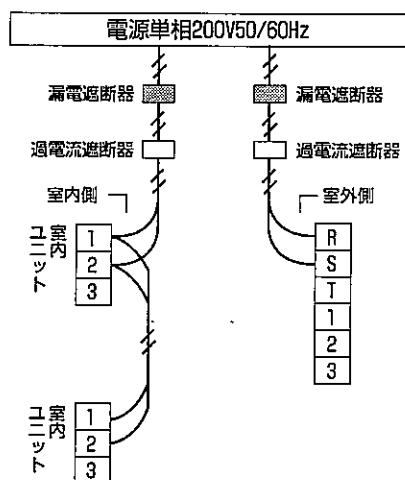 電源単相200V50/60Hz
漏電遮断器
漏電遮断器
過電流遮断器
過電流遮断器
室内側
室外側
室内
ユニット
1
2
3
R
S
T
1
2
3
室内
ユニット
1
2
3